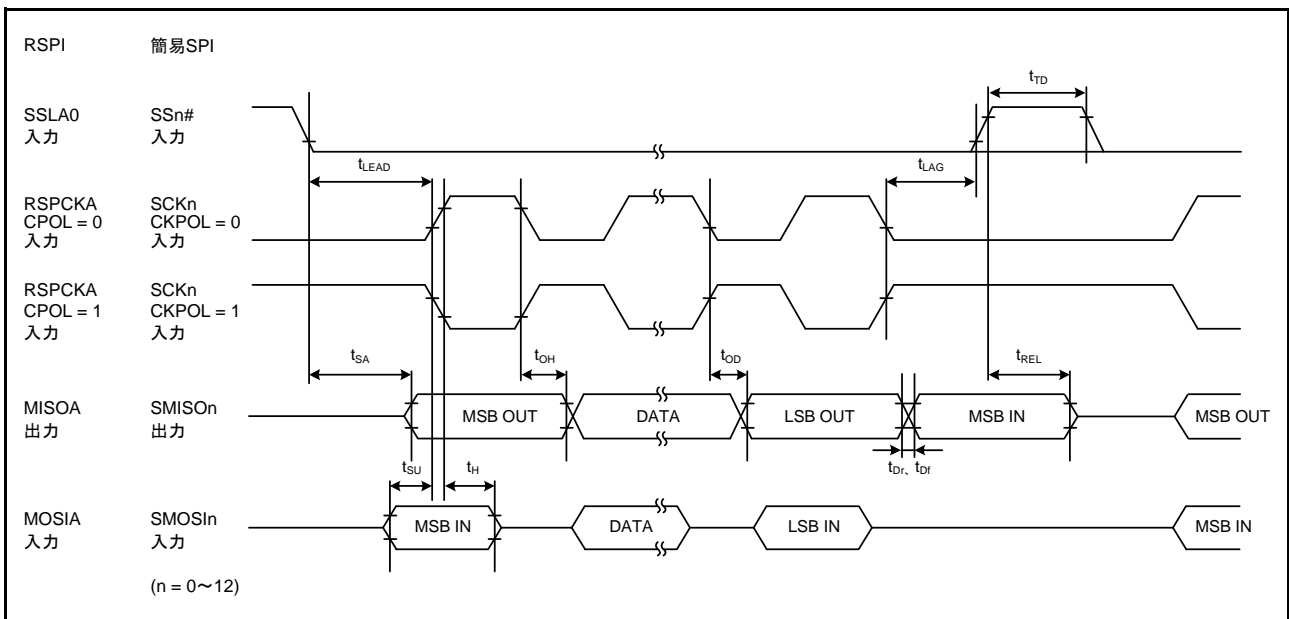 RSPI 簡易SPI
tTD
SSLA0 SSn#
入力 入力
tLEAD tLAG
RSPCKA SCKn
CPOL = 0 CKPOL = 0
入力 入力
RSPCKA SCKn
CPOL = 1 CKPOL = 1
入力 入力
tSA tOH tOD tREL
MISOA SMISOn MSB OUT DATA LSB OUT MSB IN MSB OUT
出力 出力
tSU tH tDr、tDf
MOSIA SMOSIn MSB IN DATA LSB IN MSB IN
入力 入力
(n = 0～12)